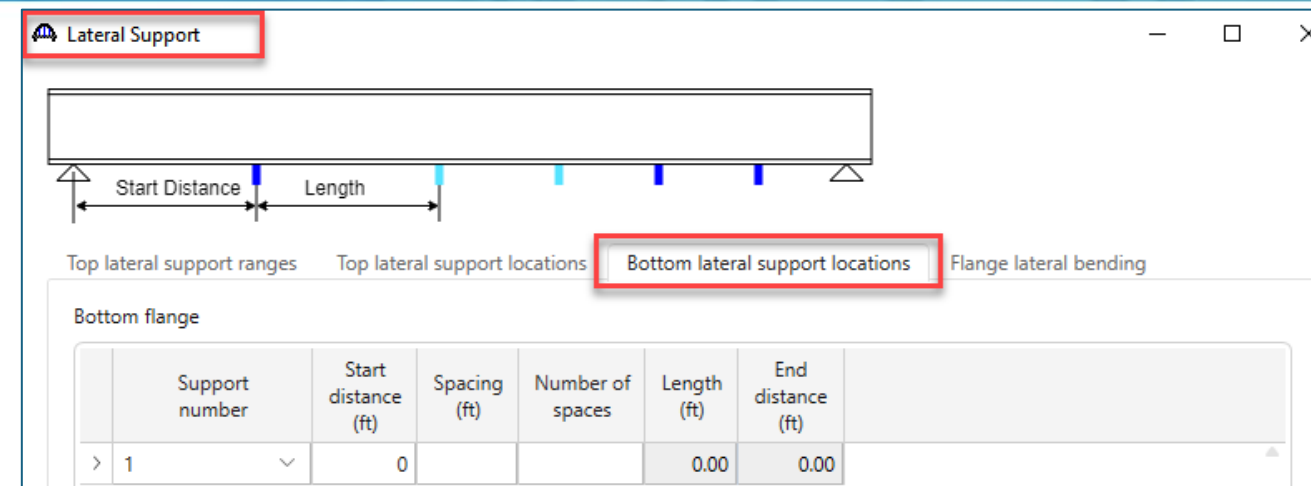 Lateral Support
Start Distance Length
Top lateral support ranges Top lateral support locations Bottom lateral support locations Flange lateral bending
Bottom flange
Support number Start distance (ft) Spacing (ft) Number of spaces Length (ft) End distance (ft)
1 0 0.00 0.00